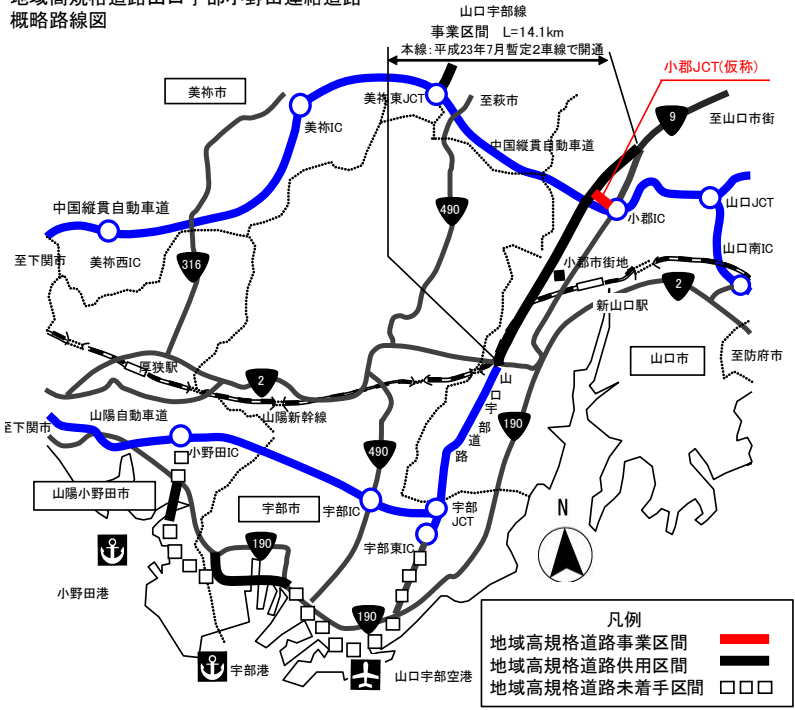 地域高規格道路山口宇部小野田連絡道路
概略路線図
山口宇部線
事業区間 L=14.1km
本線:平成23年7月暫定2車線で開通
小郡JCT(仮称)
美祢市
美祢東JCT
至萩市
美祢IC
中国縦貫自動車道
9
至山口市街
中国縦貫自動車道
490
小郡IC
山口JCT
美祢西IC
至下関市
316
山口南IC
小郡市街地
2
新山口駅
厚狭駅
山口市
至防府市
2
山陽新幹線
山口宇部道路
190
山陽自動車道
至下関市
小野田IC
490
山陽小野田市
宇部市
宇部IC
宇部
JCT
N
宇部東IC
190
小野田港
190
宇部港
山口宇部空港
凡例
地域高規格道路事業区間
地域高規格道路供用区間
地域高規格道路未着手区間